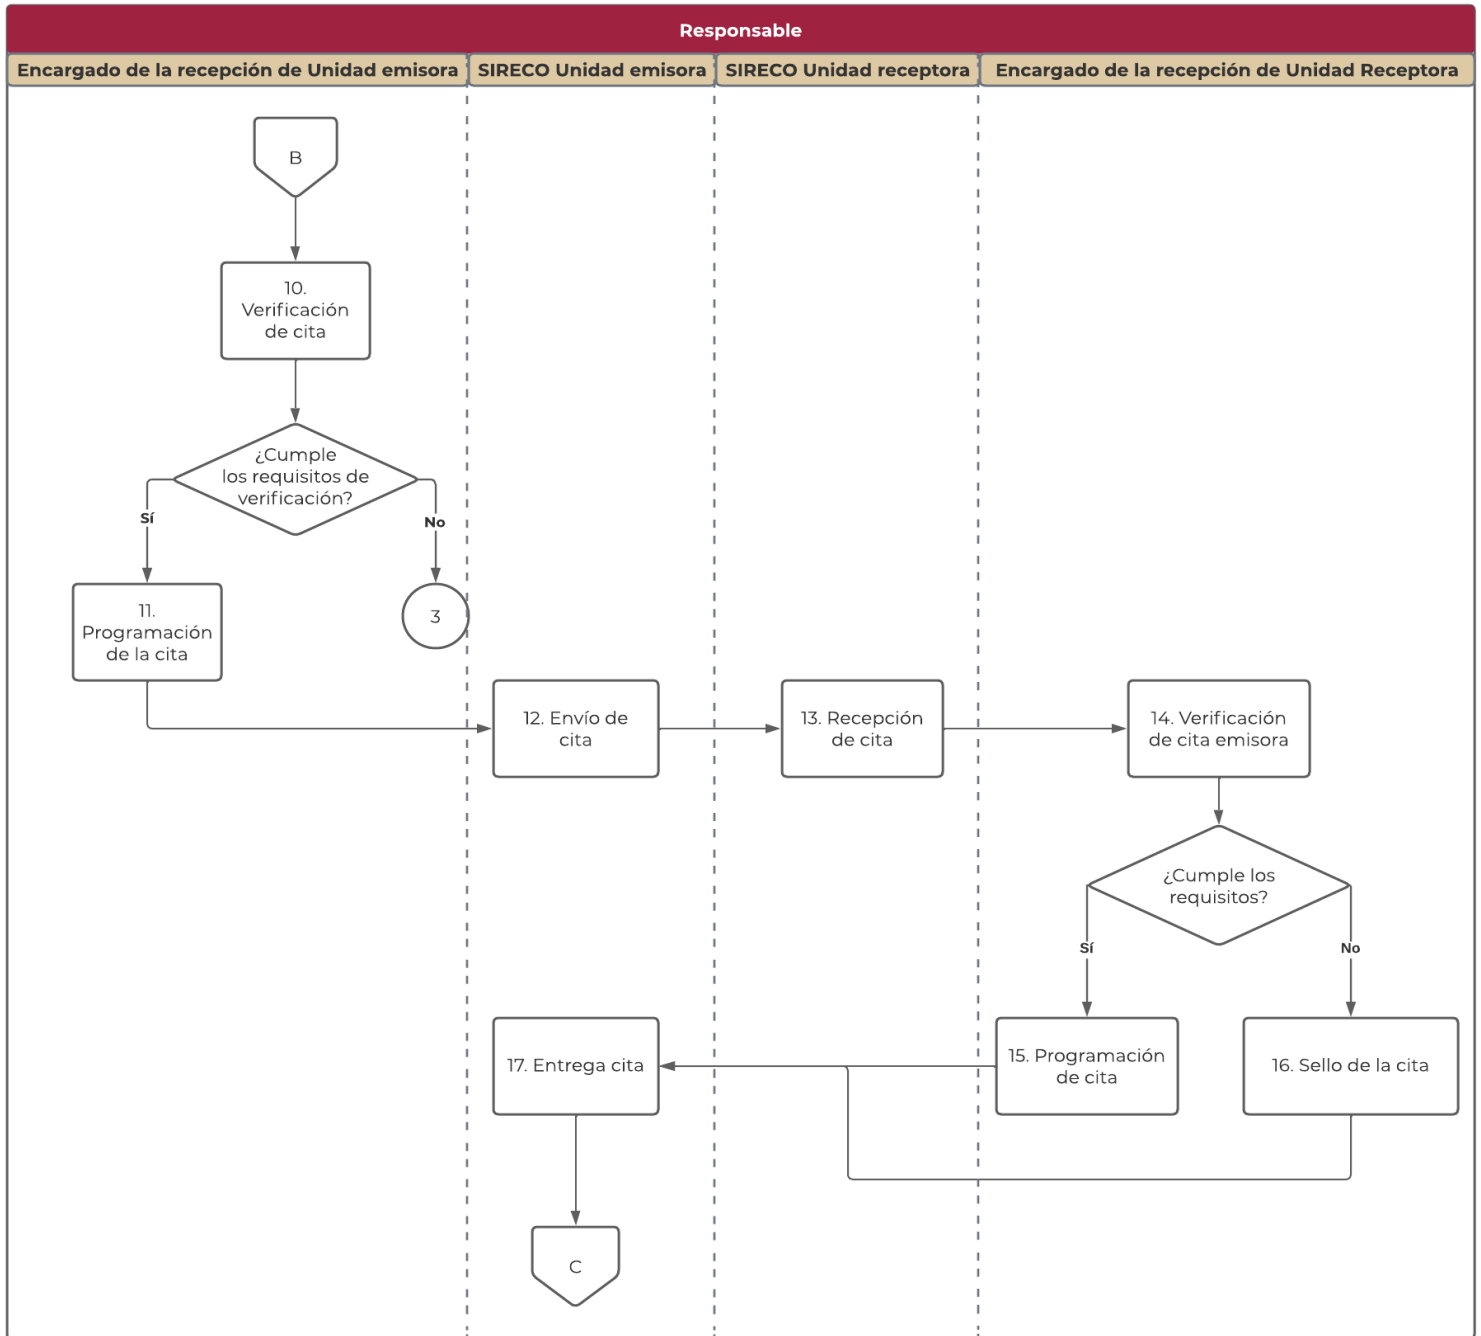 Responsable
Encargado de la recepción de Unidad emisora
SIRECO Unidad emisora
SIRECO Unidad receptora
Encargado de la recepción de Unidad Receptora
B
10.
Verificación
de cita
¿Cumple
los requisitos de
verificación?
Sí
No
11.
Programación
de la cita
3
12. Envío de
cita
13. Recepción
de cita
14. Verificación
de cita emisora
¿Cumple los
requisitos?
Sí
No
15. Programación
de cita
16. Sello de la cita
17. Entrega cita
C